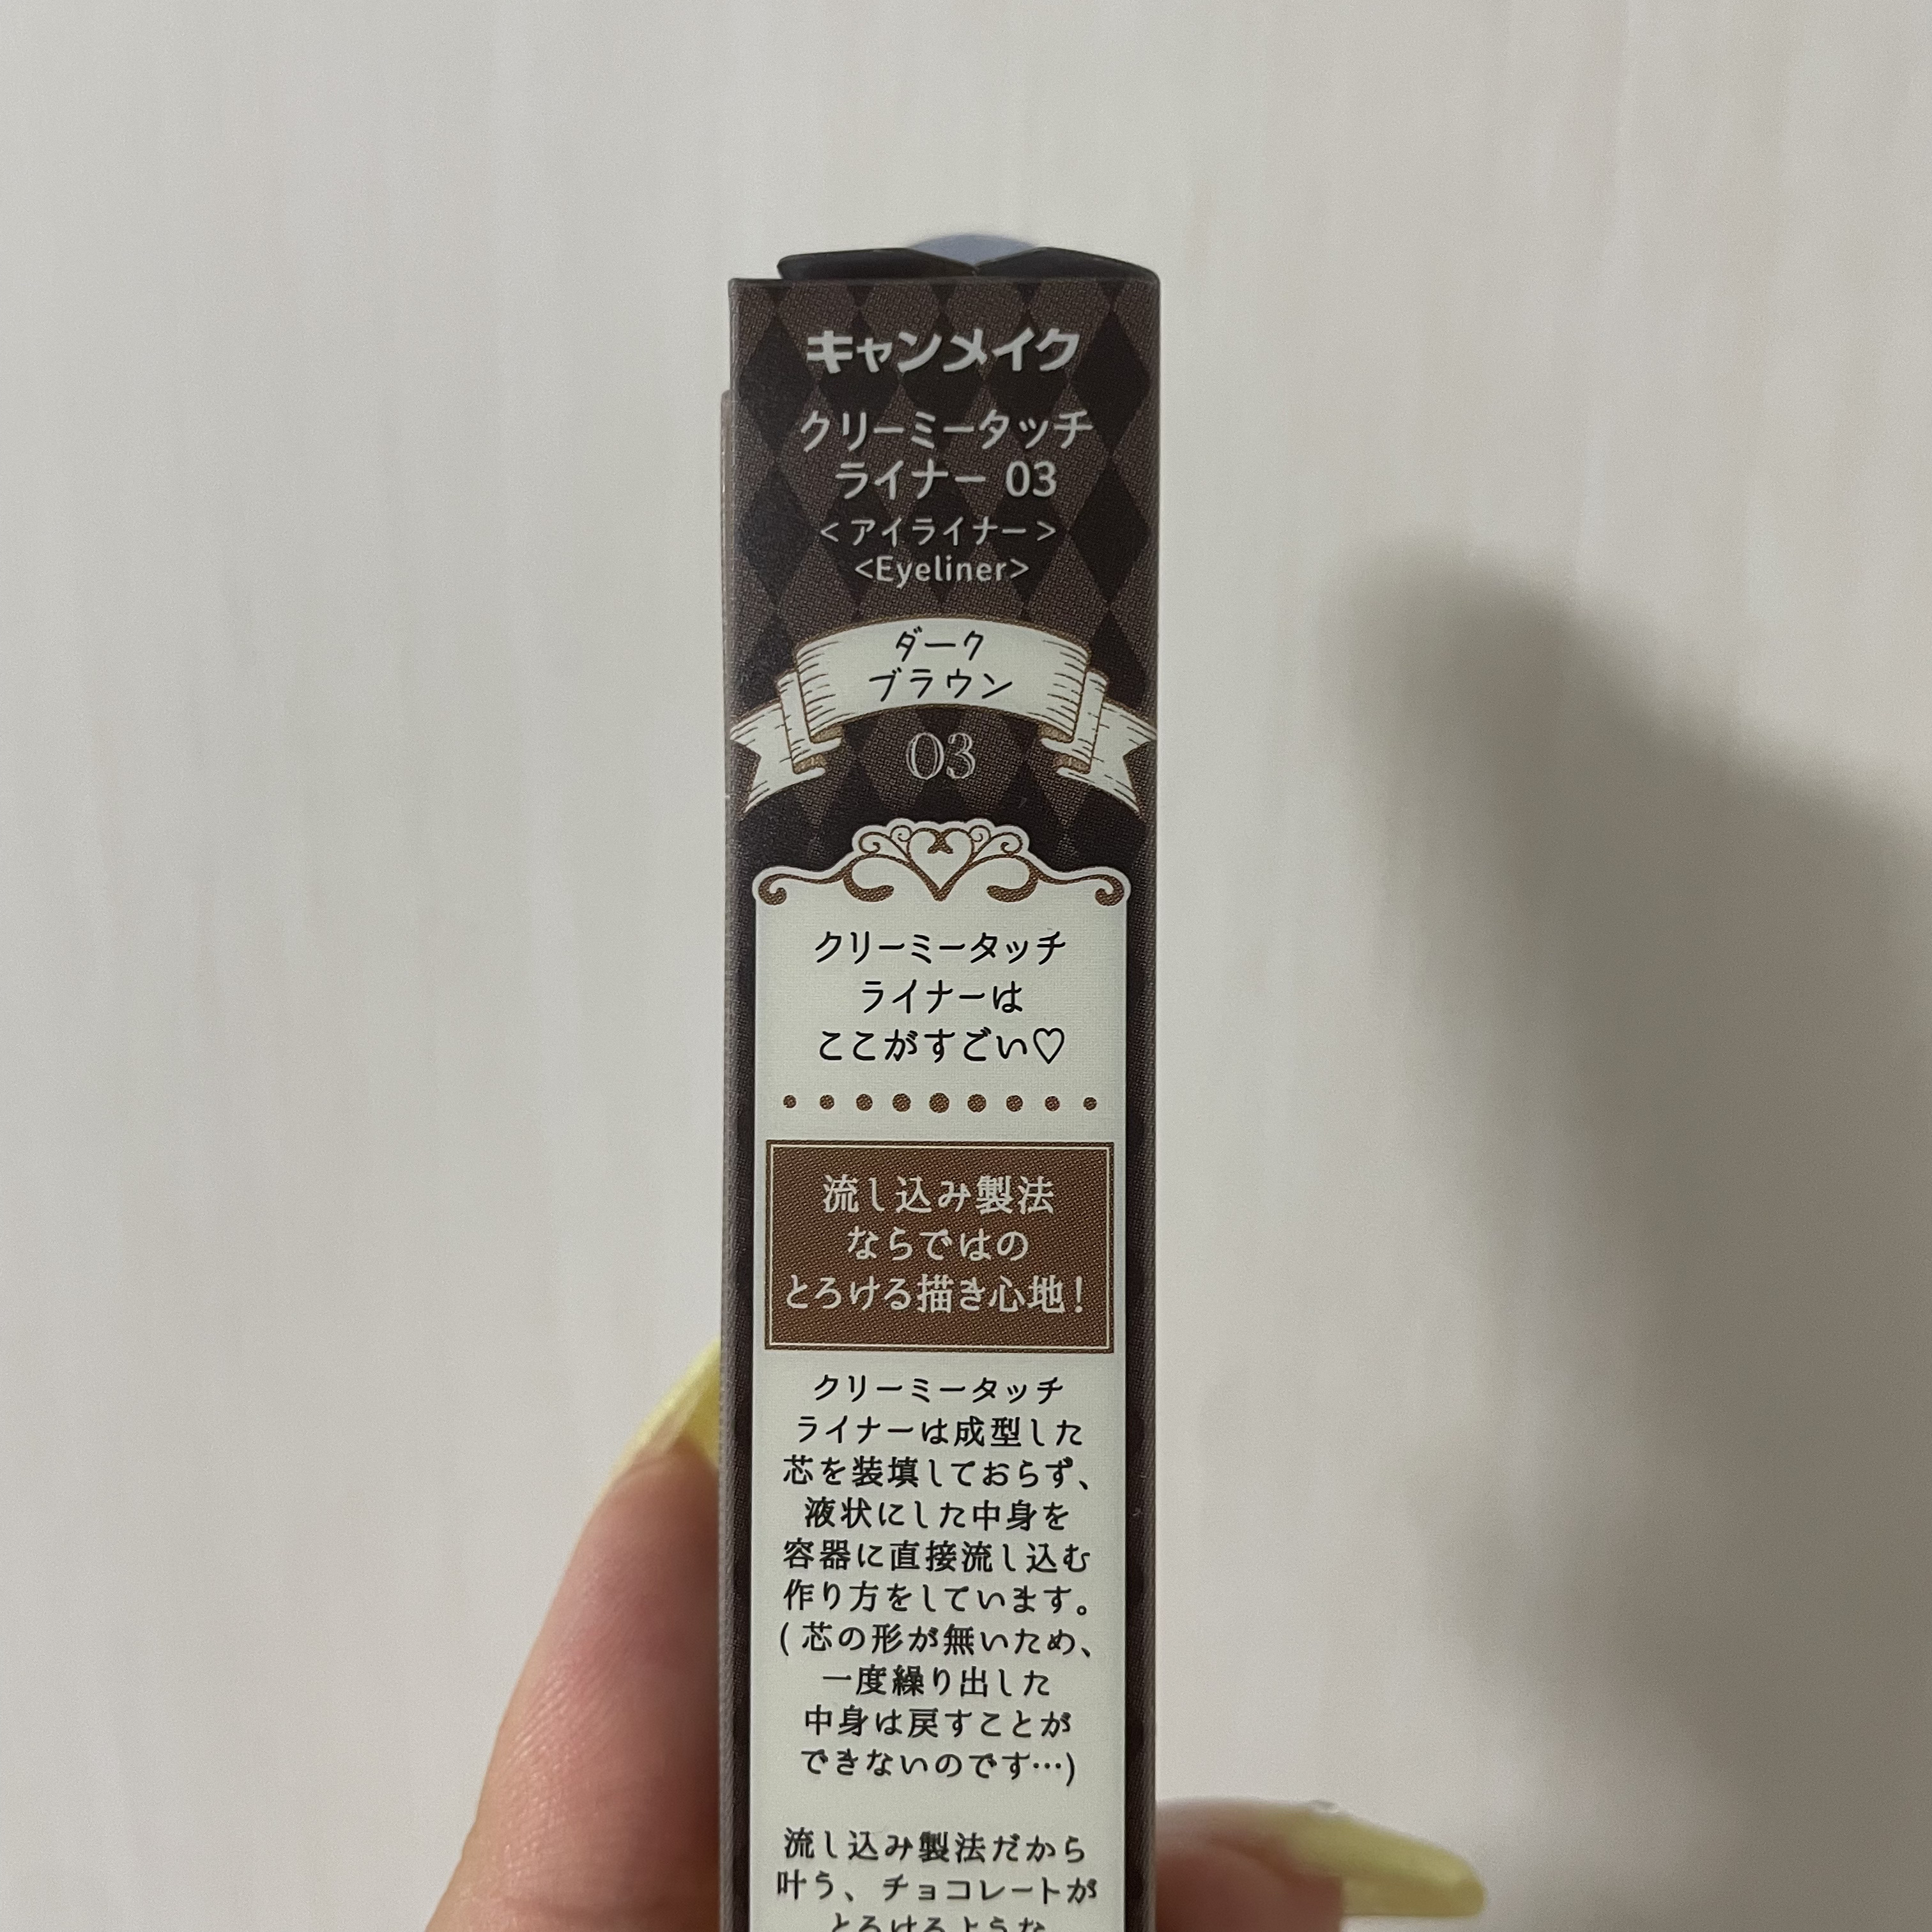 キャンメイク
クリーミータッチ
ライナー 03
<アイライナー>
<Eyeliner>
ダーク
ブラウン
03
クリーミータッチ
ライナーは
ここがすごい♡
流し込み製法
ならではの
とろける描き心地!
クリーミータッチ
ライナーは成型した
芯を装填しておらず、
液状にした中身を
容器に直接流し込む
作り方をしています。
(芯の形が無いため、
一度繰り出した
中身は戻すことが
できないのです…)
流し込み製法だから
叶う、チョコレートが
とろけるような